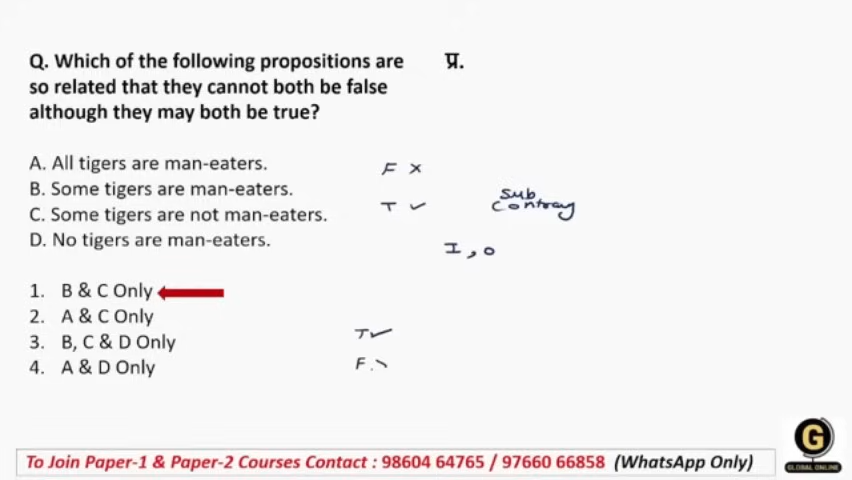 Q. Which of the following propositions are
so related that they cannot both be false
although they may both be true?
प्र.
A. All tigers are man-eaters.
B. Some tigers are man-eaters.
C. Some tigers are not man-eaters.
D. No tigers are man-eaters.
F ×
T ✓
Sub
Contray
I, O
1. B & C Only
2. A & C Only
3. B, C & D Only
4. A & D Only
T ✓
F.
G
GLOBAL ONLINE
To Join Paper-1 & Paper-2 Courses Contact : 98604 64765 / 97660 66858 (WhatsApp Only)